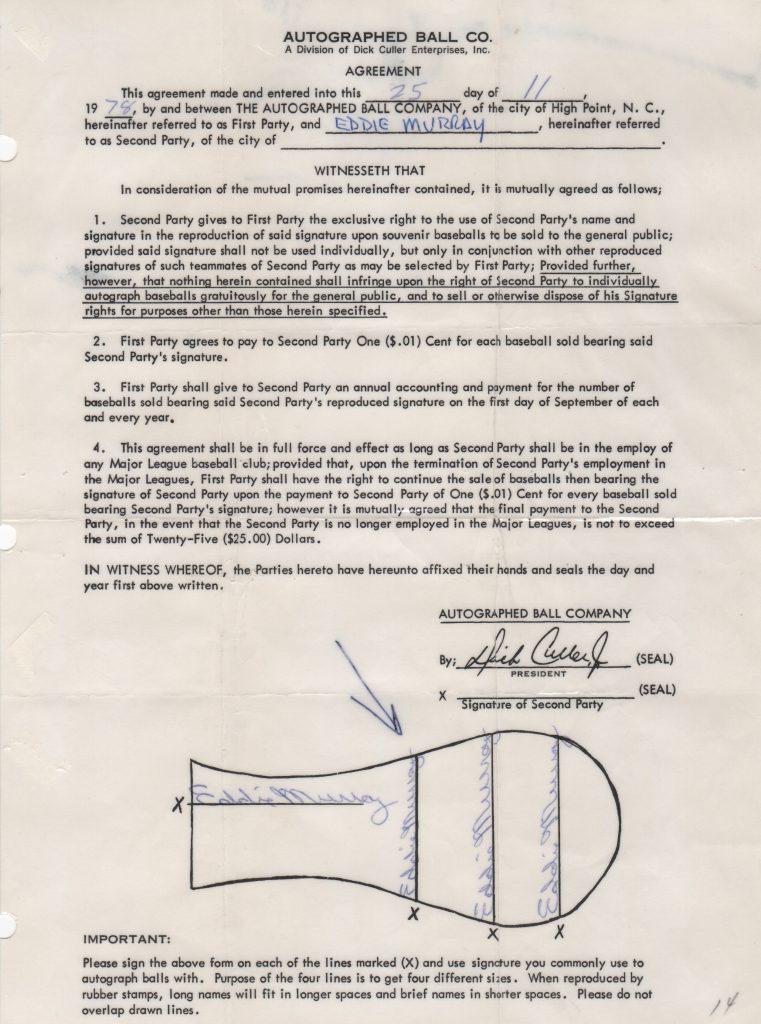 AUTOGRAPHED BALL CO.
A Division of Dick Culler Enterprises, Inc.
AGREEMENT
This agreement made and entered into this 25 day of 11,
1978, by and between THE AUTOGRAPHED BALL COMPANY, of the city of High Point, N. C.,
hereinafter referred to as First Party, and EDDIE MURRAY, hereinafter referred
to as Second Party, of the city of
WITNESSETH THAT
In consideration of the mutual promises hereinafter contained, it is mutually agreed as follows;
1. Second Party gives to First Party the exclusive right to the use of Second Party's name and
signature in the reproduction of said signature upon souvenir baseballs to be sold to the general public;
provided said signature shall not be used individually, but only in conjunction with other reproduced
signatures of such teammates of Second Party as may be selected by First Party; Provided further,
however, that nothing herein contained shall infringe upon the right of Second Party to individually
autograph baseballs gratuitously for the general public, and to sell or otherwise dispose of his Signature
rights for purposes other than those herein specified.
2. First Party agrees to pay to Second Party One ($.01) Cent for each baseball sold bearing said
Second Party's signature.
3. First Party shall give to Second Party an annual accounting and payment for the number of
baseballs sold bearing said Second Party's reproduced signature on the first day of September of each
and every year.
4. This agreement shall be in full force and effect as long as Second Party shall be in the employ of
any Major League baseball club; provided that, upon the termination of Second Party's employment in
the Major Leagues, First Party shall have the right to continue the sale of baseballs then bearing the
signature of Second Party upon the payment to Second Party of One ($.01) Cent for every baseball sold
bearing Second Party's signature; however it is mutually agreed that the final payment to the Second
Party, in the event that the Second Party is no longer employed in the Major Leagues, is not to exceed
the sum of Twenty-Five ($25.00) Dollars.
IN WITNESS WHEREOF, the Parties hereto have hereunto affixed their hands and seals the day and
year first above written.
AUTOGRAPHED BALL COMPANY
By; Dick Culler Jr (SEAL)
PRESIDENT
X (SEAL)
Signature of Second Party
X Eddie Murray
Eddie Murray
Eddie Murray
Eddie Murray
X X X
IMPORTANT:
Please sign the above form on each of the lines marked (X) and use signature you commonly use to
autograph balls with. Purpose of the four lines is to get four different sizes. When reproduced by
rubber stamps, long names will fit in longer spaces and brief names in shorter spaces. Please do not
overlap drawn lines.
14